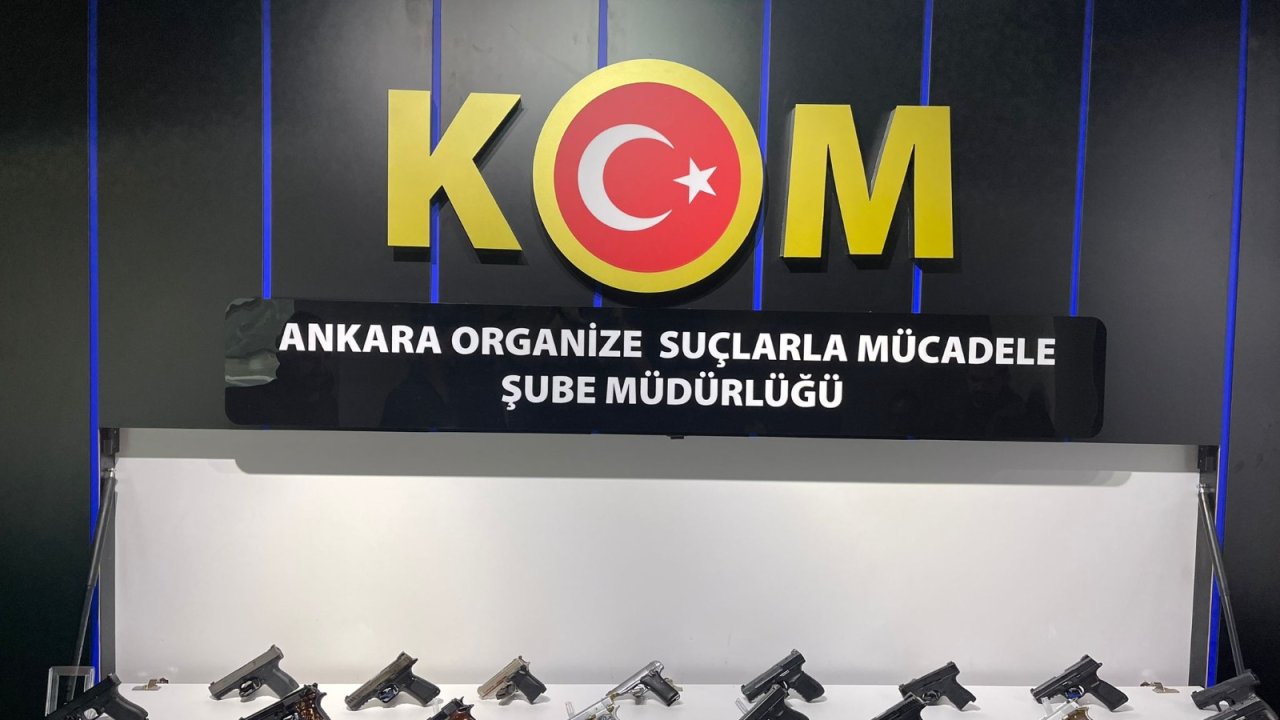 KOM
ANKARA ORGANİZE SUÇLARLA MÜCADELE
ŞUBE MÜDÜRLÜĞÜ